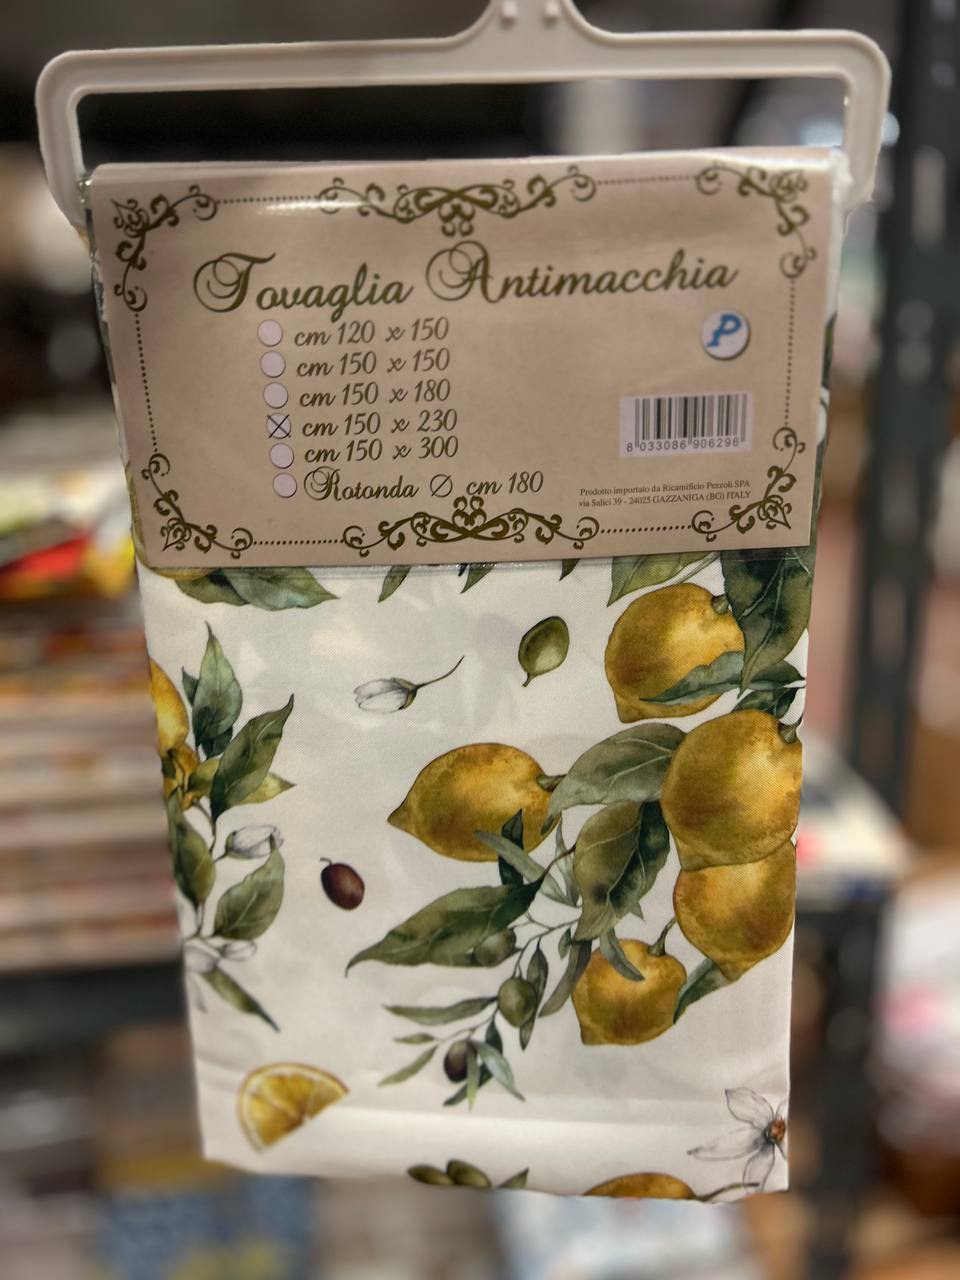 Tovaglia Antimacchia
cm 120 x 150
cm 150 x 150
cm 150 x 180
cm 150 x 230
cm 150 x 300
Rotonda Ø cm 180
P
8 033086 906296
Prodotto importato da Ricamificio Pezzoli SPA
via Salici 39 - 24025 GAZZANIGA (BG) ITALY